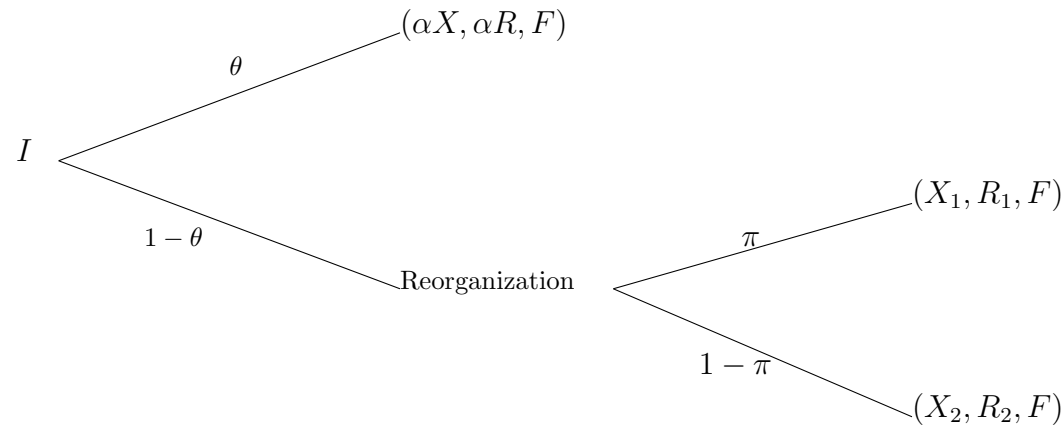 (αX, αR, F)
θ
I
(X₁, R₁, F)
1 − θ
π
Reorganization
1 − π
(X₂, R₂, F)